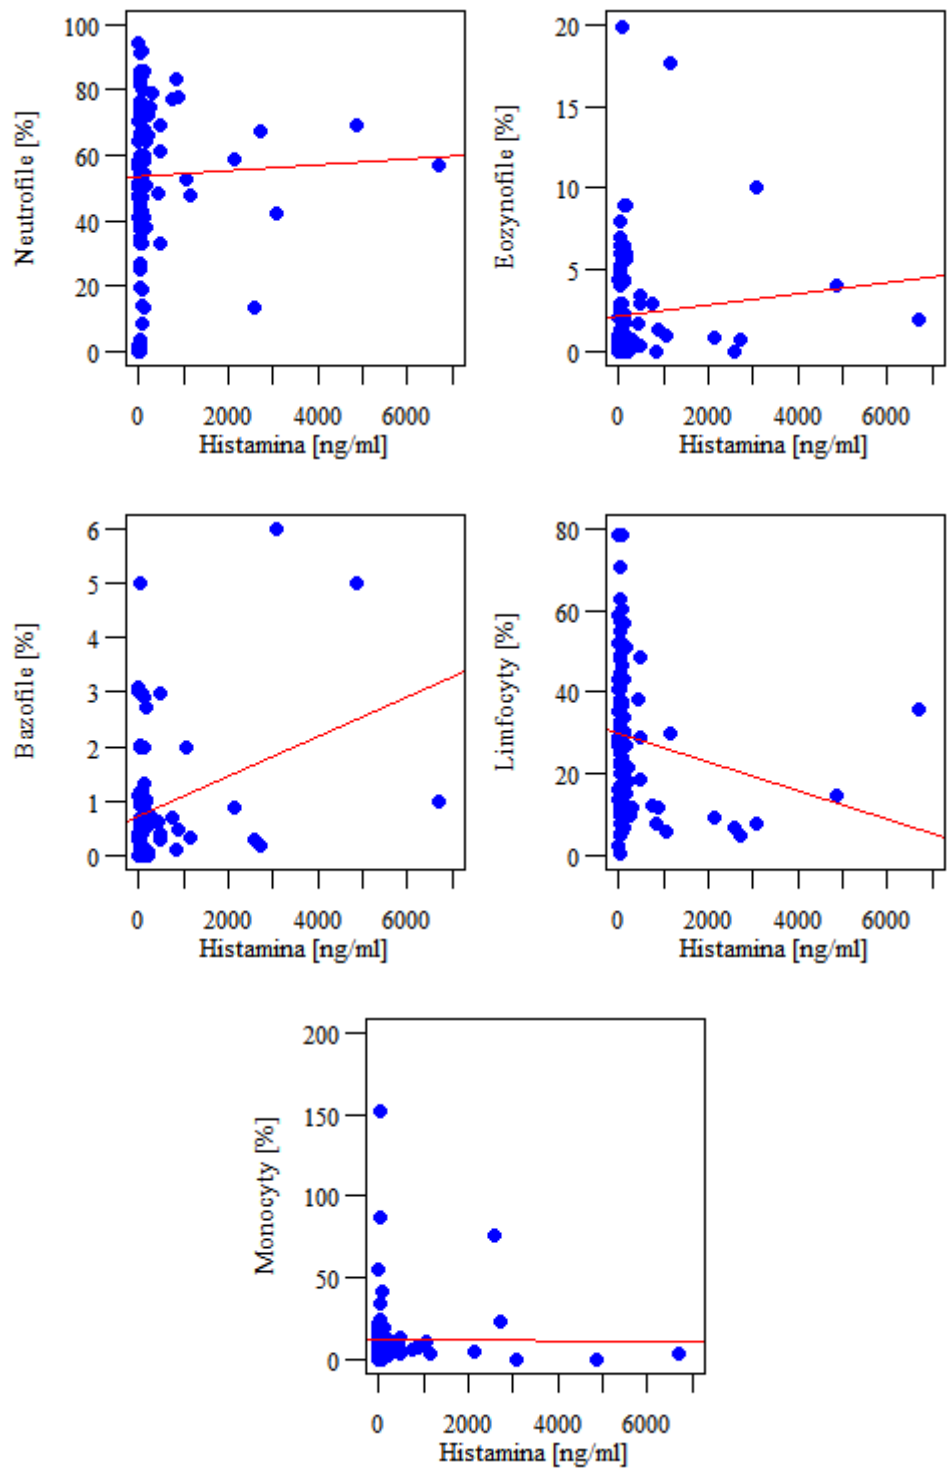 Neutrofile [%]
100
80
60
40
20
0
0 2000 4000 6000
Histamina [ng/ml]
Eozynofile [%]
20
15
10
5
0
0 2000 4000 6000
Histamina [ng/ml]
Bazofile [%]
6
5
4
3
2
1
0
0 2000 4000 6000
Histamina [ng/ml]
Limfocyty [%]
80
60
40
20
0
0 2000 4000 6000
Histamina [ng/ml]
Monocyty [%]
200
150
100
50
0
0 2000 4000 6000
Histamina [ng/ml]